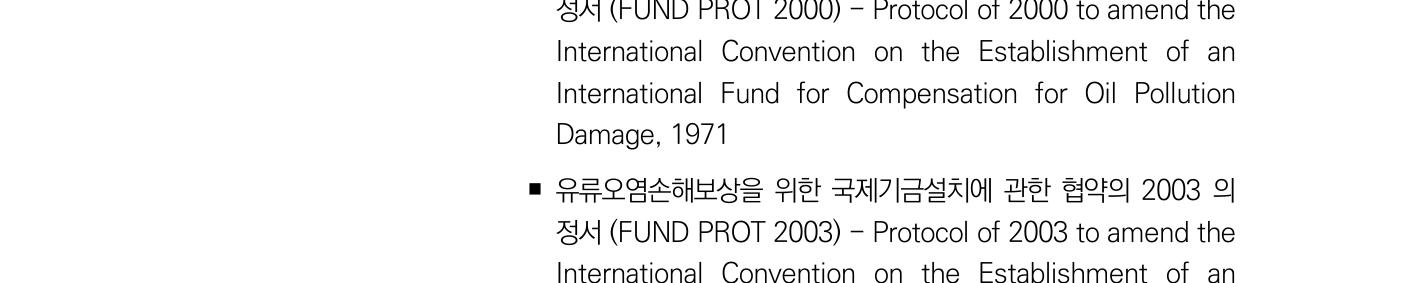 정서 (FUND PROT 2000) – Protocol of 2000 to amend the
International Convention on the Establishment of an
International Fund for Compensation for Oil Pollution
Damage, 1971
■ 유류오염손해보상을 위한 국제기금설치에 관한 협약의 2003 의
정서 (FUND PROT 2003) – Protocol of 2003 to amend the
International Convention on the Establishment of an